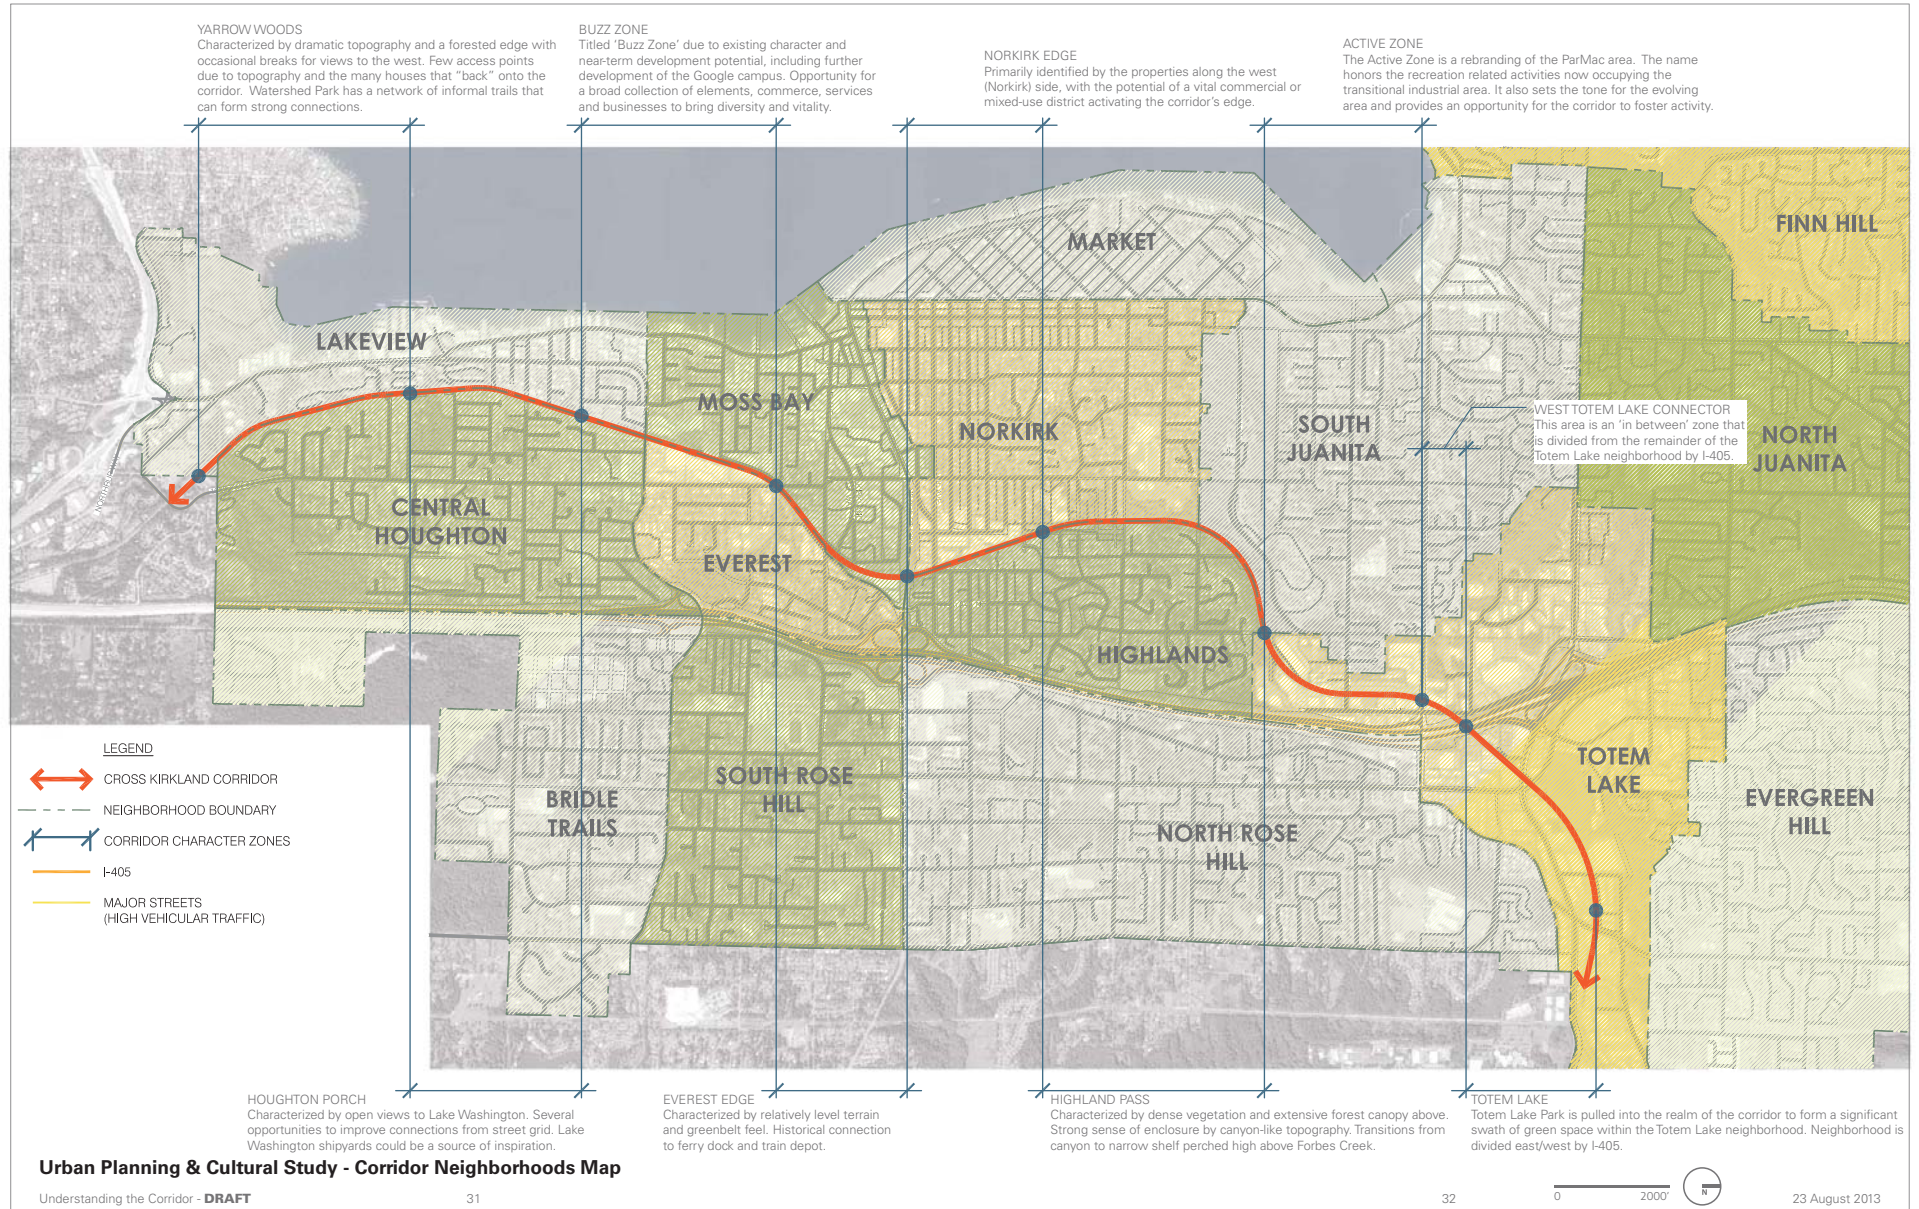 YARROW WOODS
Characterized by dramatic topography and a forested edge with
occasional breaks for views to the west. Few access points
due to topography and the many houses that “back” onto the
corridor.  Watershed Park has a network of informal trails that
can form strong connections.
BUZZ ZONE
Titled ‘Buzz Zone’ due to existing character and
near-term development potential, including further
development of the Google campus. Opportunity for
a broad collection of elements, commerce, services
and businesses to bring diversity and vitality.
NORKIRK EDGE
Primarily identified by the properties along the west
(Norkirk) side, with the potential of a vital commercial or
mixed-use district activating the corridor’s edge.
ACTIVE ZONE
The Active Zone is a rebranding of the ParMac area. The name
honors the recreation related activities now occupying the
transitional industrial area. It also sets the tone for the evolving
area and provides an opportunity for the corridor to foster activity.
FINN HILL
MARKET
LAKEVIEW
MOSS BAY
NORKIRK
SOUTH
JUANITA
WEST TOTEM LAKE CONNECTOR
This area is an ‘in between’ zone that
is divided from the remainder of the
Totem Lake neighborhood by I-405.
NORTH
JUANITA
CENTRAL
HOUGHTON
EVEREST
HIGHLANDS
SOUTH ROSE
HILL
BRIDLE
TRAILS
NORTH ROSE
HILL
TOTEM
LAKE
EVERGREEN
HILL
LEGEND
CROSS KIRKLAND CORRIDOR
NEIGHBORHOOD BOUNDARY
CORRIDOR CHARACTER ZONES
I-405
MAJOR STREETS
(HIGH VEHICULAR TRAFFIC)
HOUGHTON PORCH
Characterized by open views to Lake Washington. Several
opportunities to improve connections from street grid. Lake
Washington shipyards could be a source of inspiration.
EVEREST EDGE
Characterized by relatively level terrain
and greenbelt feel. Historical connection
to ferry dock and train depot.
HIGHLAND PASS
Characterized by dense vegetation and extensive forest canopy above.
Strong sense of enclosure by canyon-like topography. Transitions from
canyon to narrow shelf perched high above Forbes Creek.
TOTEM LAKE
Totem Lake Park is pulled into the realm of the corridor to form a significant
swath of green space within the Totem Lake neighborhood. Neighborhood is
divided east/west by I-405.
Urban Planning & Cultural Study - Corridor Neighborhoods Map
Understanding the Corridor - DRAFT
31
32
0
2000'
N
23 August 2013